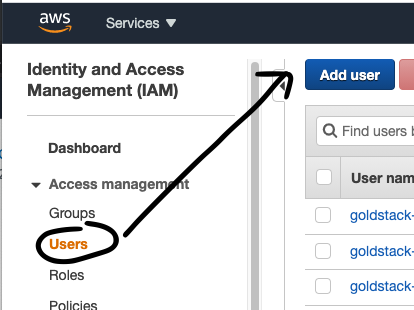 aws
Services
Identity and Access
Management (IAM)
Dashboard
Access management
Groups
Users
Roles
Policies
Add user
Find users
User nam
goldstack-
goldstack-
goldstack-